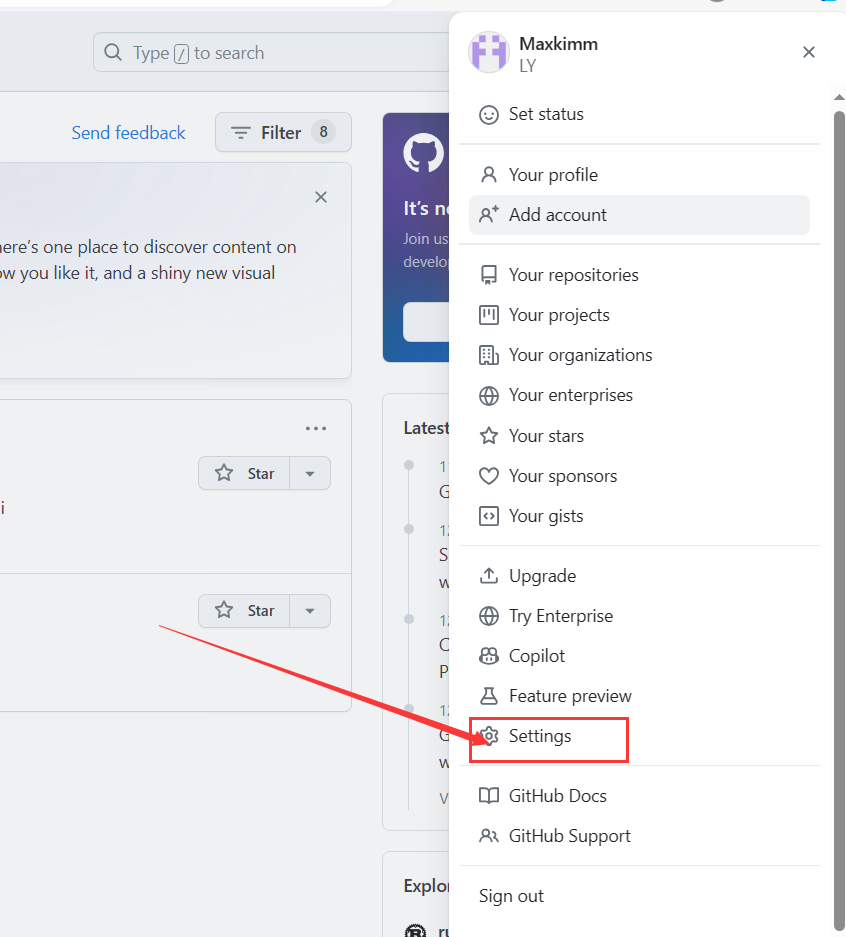 Type / to search
Send feedback
Filter 8
here's one place to discover content on
ow you like it, and a shiny new visual
Star
Star
It's
Join us
Latest
Maxkimm
LY
Set status
Your profile
Add account
Your repositories
Your projects
Your organizations
Your enterprises
Your stars
Your sponsors
Your gists
Upgrade
Try Enterprise
Copilot
Feature preview
Settings
GitHub Docs
GitHub Support
Sign out